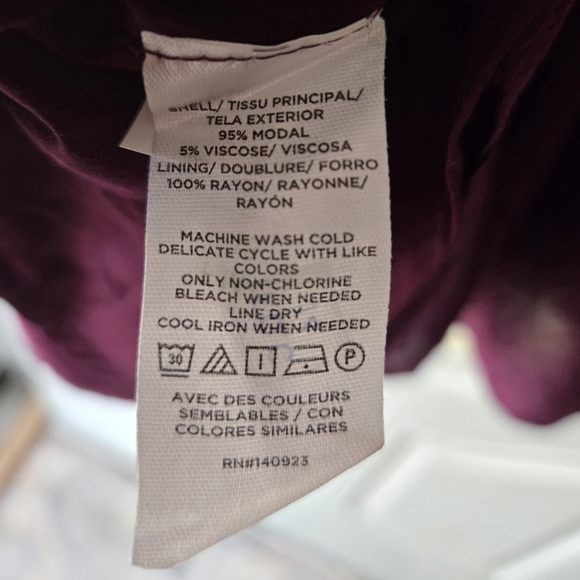 SHELL/ TISSU PRINCIPAL/
TELA EXTERIOR
95% MODAL
5% VISCOSE/ VISCOSA
LINING/ DOUBLURE/ FORRO
100% RAYON/ RAYONNE/
RAYÓN
MACHINE WASH COLD
DELICATE CYCLE WITH LIKE
COLORS
ONLY NON-CHLORINE
BLEACH WHEN NEEDED
LINE DRY
COOL IRON WHEN NEEDED
30 P
AVEC DES COULEURS
SEMBLABLES / CON
COLORES SIMILARES
RN#140923